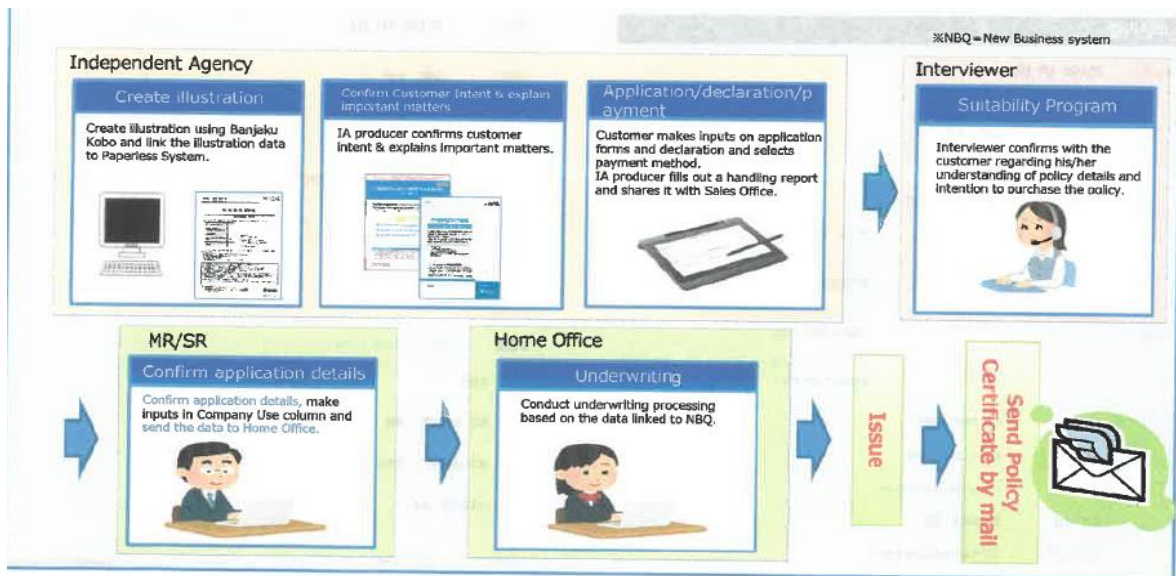 ※NBQ=New Business system
Independent Agency
Create illustration
Create illustration using Banjaku
Kobo and link the illustration data
to Paperless System.
Confirm Customer Intent & explain
important matters
IA producer confirms customer
intent & explains important matters.
Application/declaration/p
ayment
Customer makes inputs on application
forms and declaration and selects
payment method.
IA producer fills out a handling report
and shares it with Sales Office.
Interviewer
Suitability Program
Interviewer confirms with the
customer regarding his/her
understanding of policy details and
intention to purchase the policy.
MR/SR
Confirm application details
Confirm application details, make
inputs in Company Use column and
send the data to Home Office.
Home Office
Underwriting
Conduct underwriting processing
based on the data linked to NBQ.
Issue
Send Policy
Certificate by mail